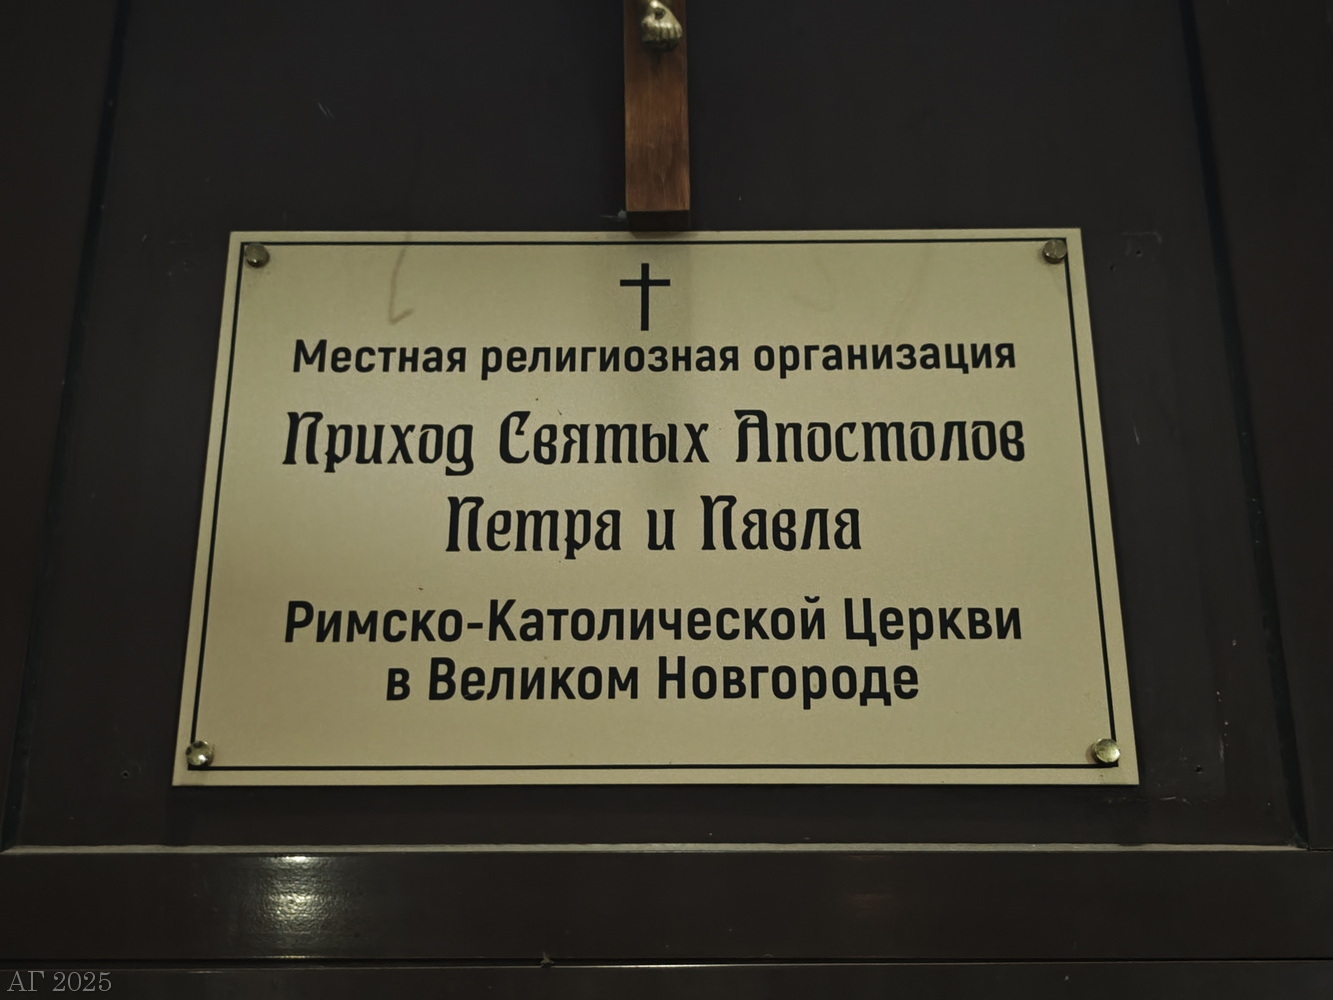 Местная религиозная организация
Приход Святых Апостолов
Петра и Павла
Римско-Католической Церкви
в Великом Новгороде
АГ 2025